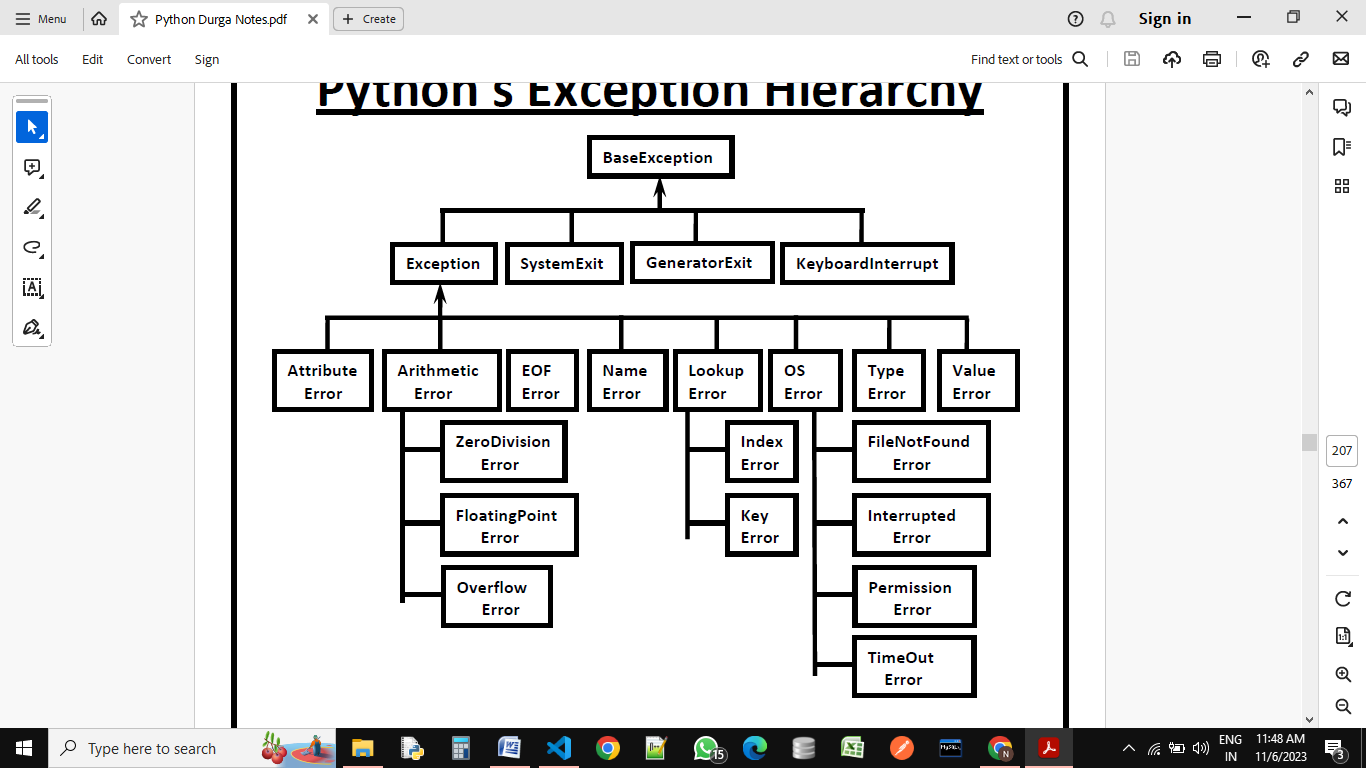 Menu
Python Durga Notes.pdf
Create
Sign in
All tools
Edit
Convert
Sign
Find text or tools
Python's Exception Hierarchy
BaseException
Exception
SystemExit
GeneratorExit
KeyboardInterrupt
Attribute
Error
Arithmetic
Error
EOF
Error
Name
Error
Lookup
Error
OS
Error
Type
Error
Value
Error
ZeroDivision
Error
Index
Error
FileNotFound
Error
FloatingPoint
Error
Key
Error
Interrupted
Error
Overflow
Error
Permission
Error
TimeOut
Error
207
367
1:1
A
Type here to search
15
MySQL
N
ENG
IN
11:48 AM
11/6/2023
3